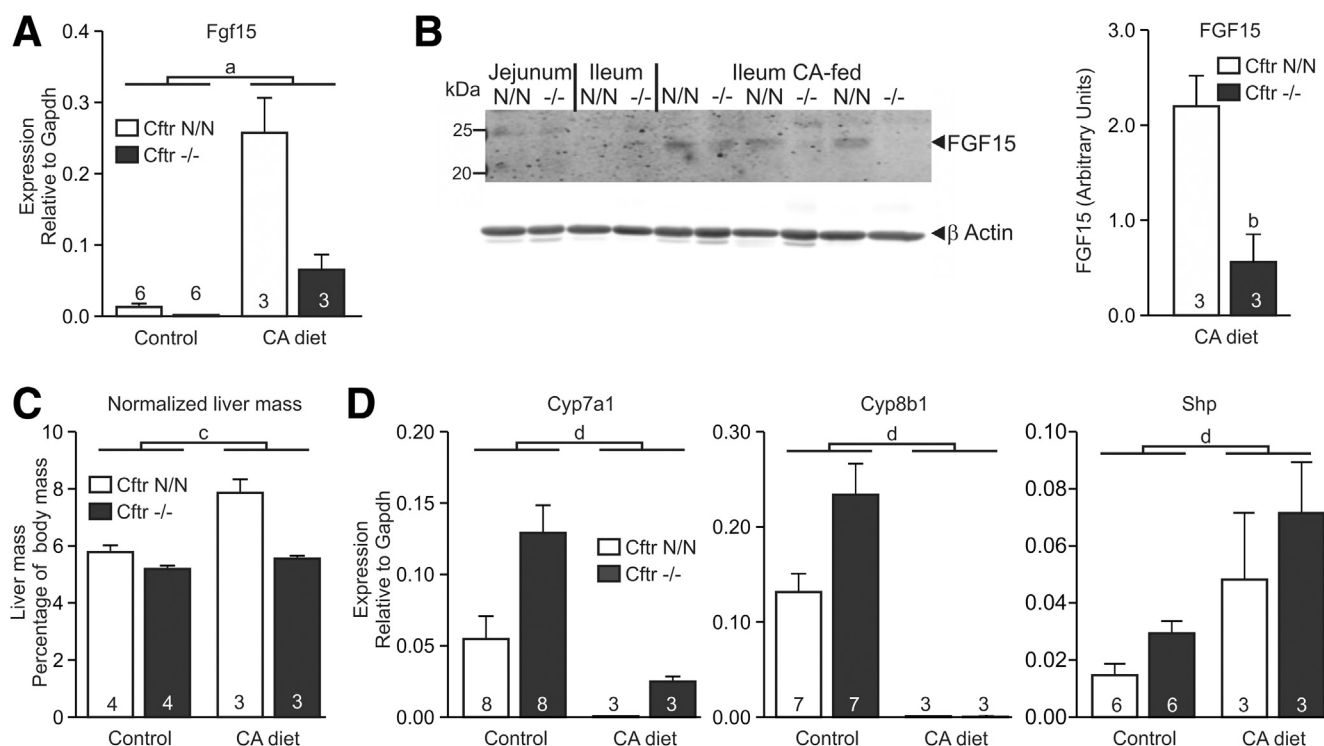 A
Fgf15
0.4
0.3
0.2
0.1
0.0
Expression
Relative to Gapdh
a
Cftr N/N
Cftr -/-
6 6 3 3
Control CA diet
B
Jejunum Ileum Ileum CA-fed
kDa N/N -/- N/N -/- N/N -/- N/N -/- N/N -/-
25
20
FGF15
β Actin
FGF15
3.0
2.0
1.0
0.0
FGF15 (Arbitrary Units)
Cftr N/N
Cftr -/-
b
3 3
CA diet
C
Normalized liver mass
10
8
6
4
2
0
Liver mass
Percentage of body mass
c
Cftr N/N
Cftr -/-
4 4 3 3
Control CA diet
D
Cyp7a1
0.20
0.15
0.10
0.05
0.00
Expression
Relative to Gapdh
d
Cftr N/N
Cftr -/-
8 8 3 3
Control CA diet
Cyp8b1
0.30
0.20
0.10
0.00
d
7 7 3 3
Control CA diet
Shp
0.10
0.08
0.06
0.04
0.02
0.00
d
6 6 3 3
Control CA diet